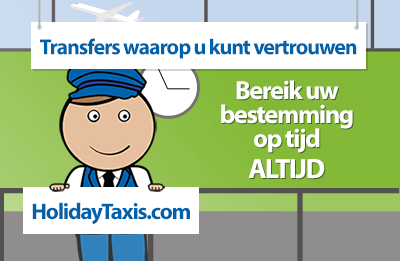 Transfers waarop u kunt vertrouwen
Bereik uw
bestemming
op tijd
ALTIJD
HolidayTaxis.com